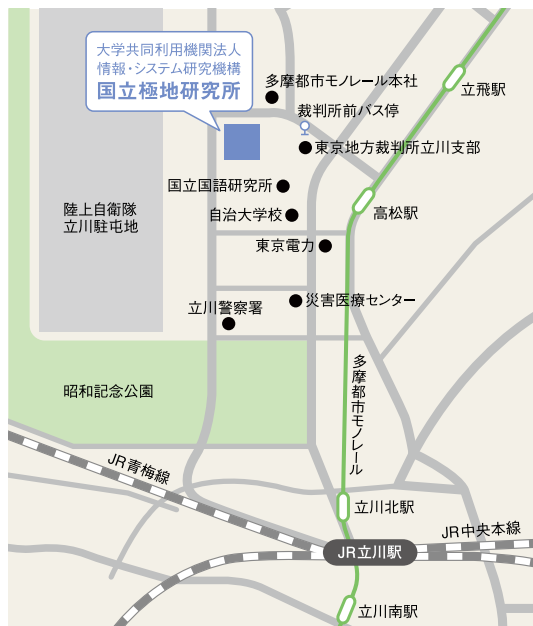 大学共同利用機関法人
情報・システム研究機構
国立極地研究所
多摩都市モノレール本社
立飛駅
裁判所前バス停
東京地方裁判所立川支部
国立国語研究所
陸上自衛隊
立川駐屯地
自治大学校
高松駅
東京電力
災害医療センター
立川警察署
多摩都市モノレール
昭和記念公園
JR青梅線
立川北駅
JR中央本線
JR立川駅
立川南駅